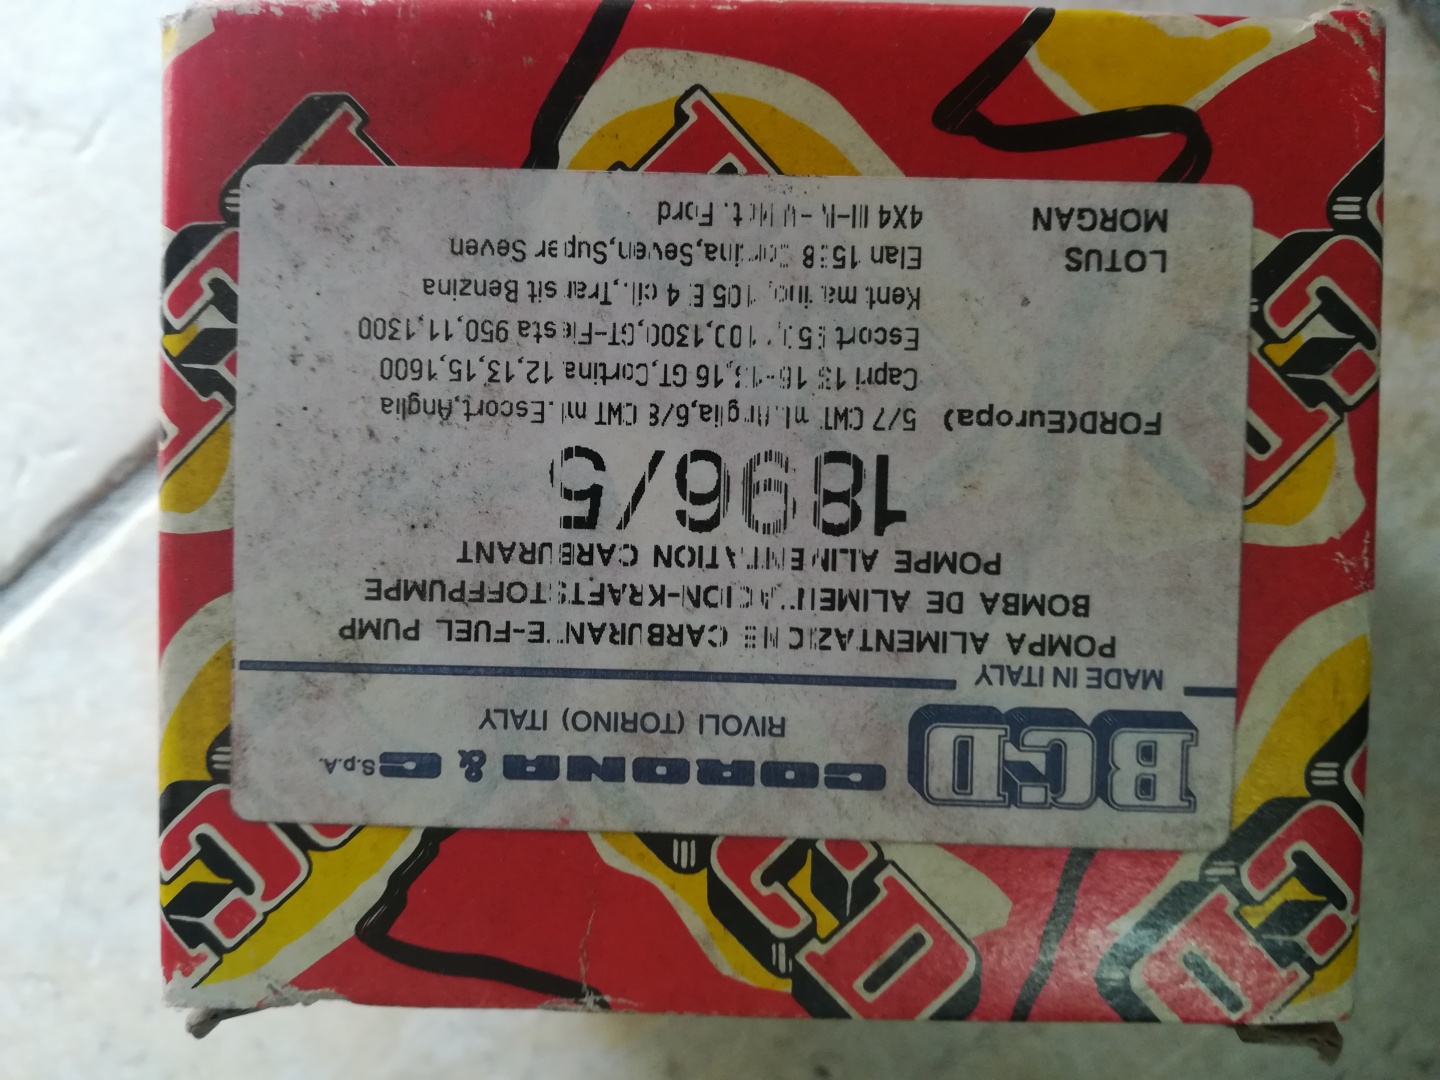 BCD CORONA & C S.p.A.
RIVOLI (TORINO) ITALY
MADE IN ITALY
POMPA ALIMENTAZIONE CARBURANTE-FUEL PUMP
BOMBA DE ALIMENTACION-KRAFTSTOFFPUMPE
POMPE ALIMENTATION CARBURANT
1896/5
FORD(Europa) 5/7 CWT ml. Anglia,6/8 CWT ml. Escort,Anglia
Capri 13 16 GT,Cortina 12,13,15,1600
Escort 1300,GT-Fiesta 950,11,1300
Kent 105 E 4 cil.,Transit Benzina
LOTUS Elan 1558 Cortina,Seven,Super Seven
MORGAN 4X4 Mot. Ford
BCD
BCD
BCD